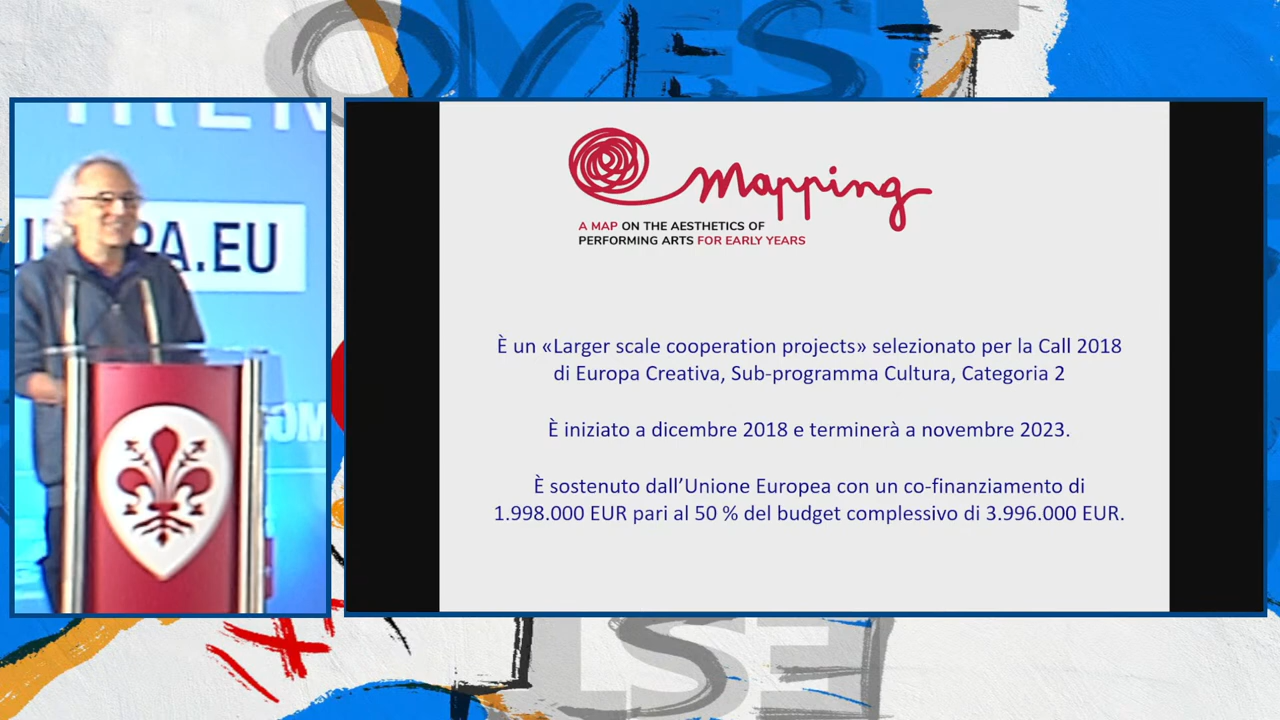 OVEST
EUROPA.EU
mapping
A MAP ON THE AESTHETICS OF
PERFORMING ARTS FOR EARLY YEARS
È un «Larger scale cooperation projects» selezionato per la Call 2018
di Europa Creativa, Sub-programma Cultura, Categoria 2
È iniziato a dicembre 2018 e terminerà a novembre 2023.
È sostenuto dall'Unione Europea con un co-finanziamento di
1.998.000 EUR pari al 50 % del budget complessivo di 3.996.000 EUR.